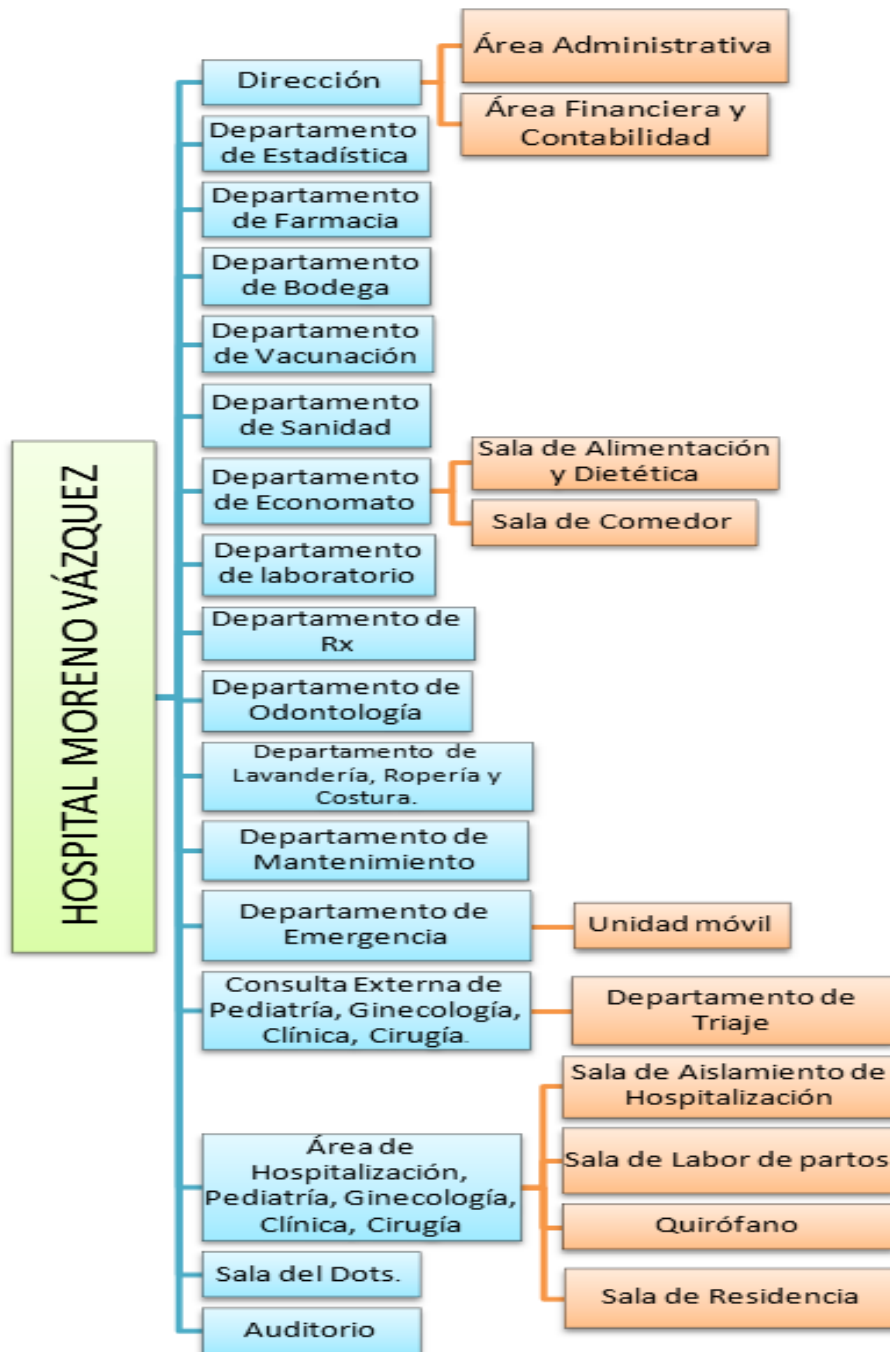 HOSPITAL MORENO VÁZQUEZ
Dirección
Área Administrativa
Área Financiera y
Contabilidad
Departamento
de Estadística
Departamento
de Farmacia
Departamento
de Bodega
Departamento
de Vacunación
Departamento
de Sanidad
Departamento
de Economato
Sala de Alimentación
y Dietética
Sala de Comedor
Departamento
de laboratorio
Departamento de
Rx
Departamento de
Odontología
Departamento de
Lavandería, Ropería y
Costura.
Departamento de
Mantenimiento
Departamento de
Emergencia
Unidad móvil
Consulta Externa de
Pediatría, Ginecología,
Clínica, Cirugía.
Departamento de
Triaje
Área de
Hospitalización,
Pediatría, Ginecología,
Clínica, Cirugía
Sala de Aislamiento de
Hospitalización
Sala de Labor de partos
Quirófano
Sala de Residencia
Sala del Dots.
Auditorio